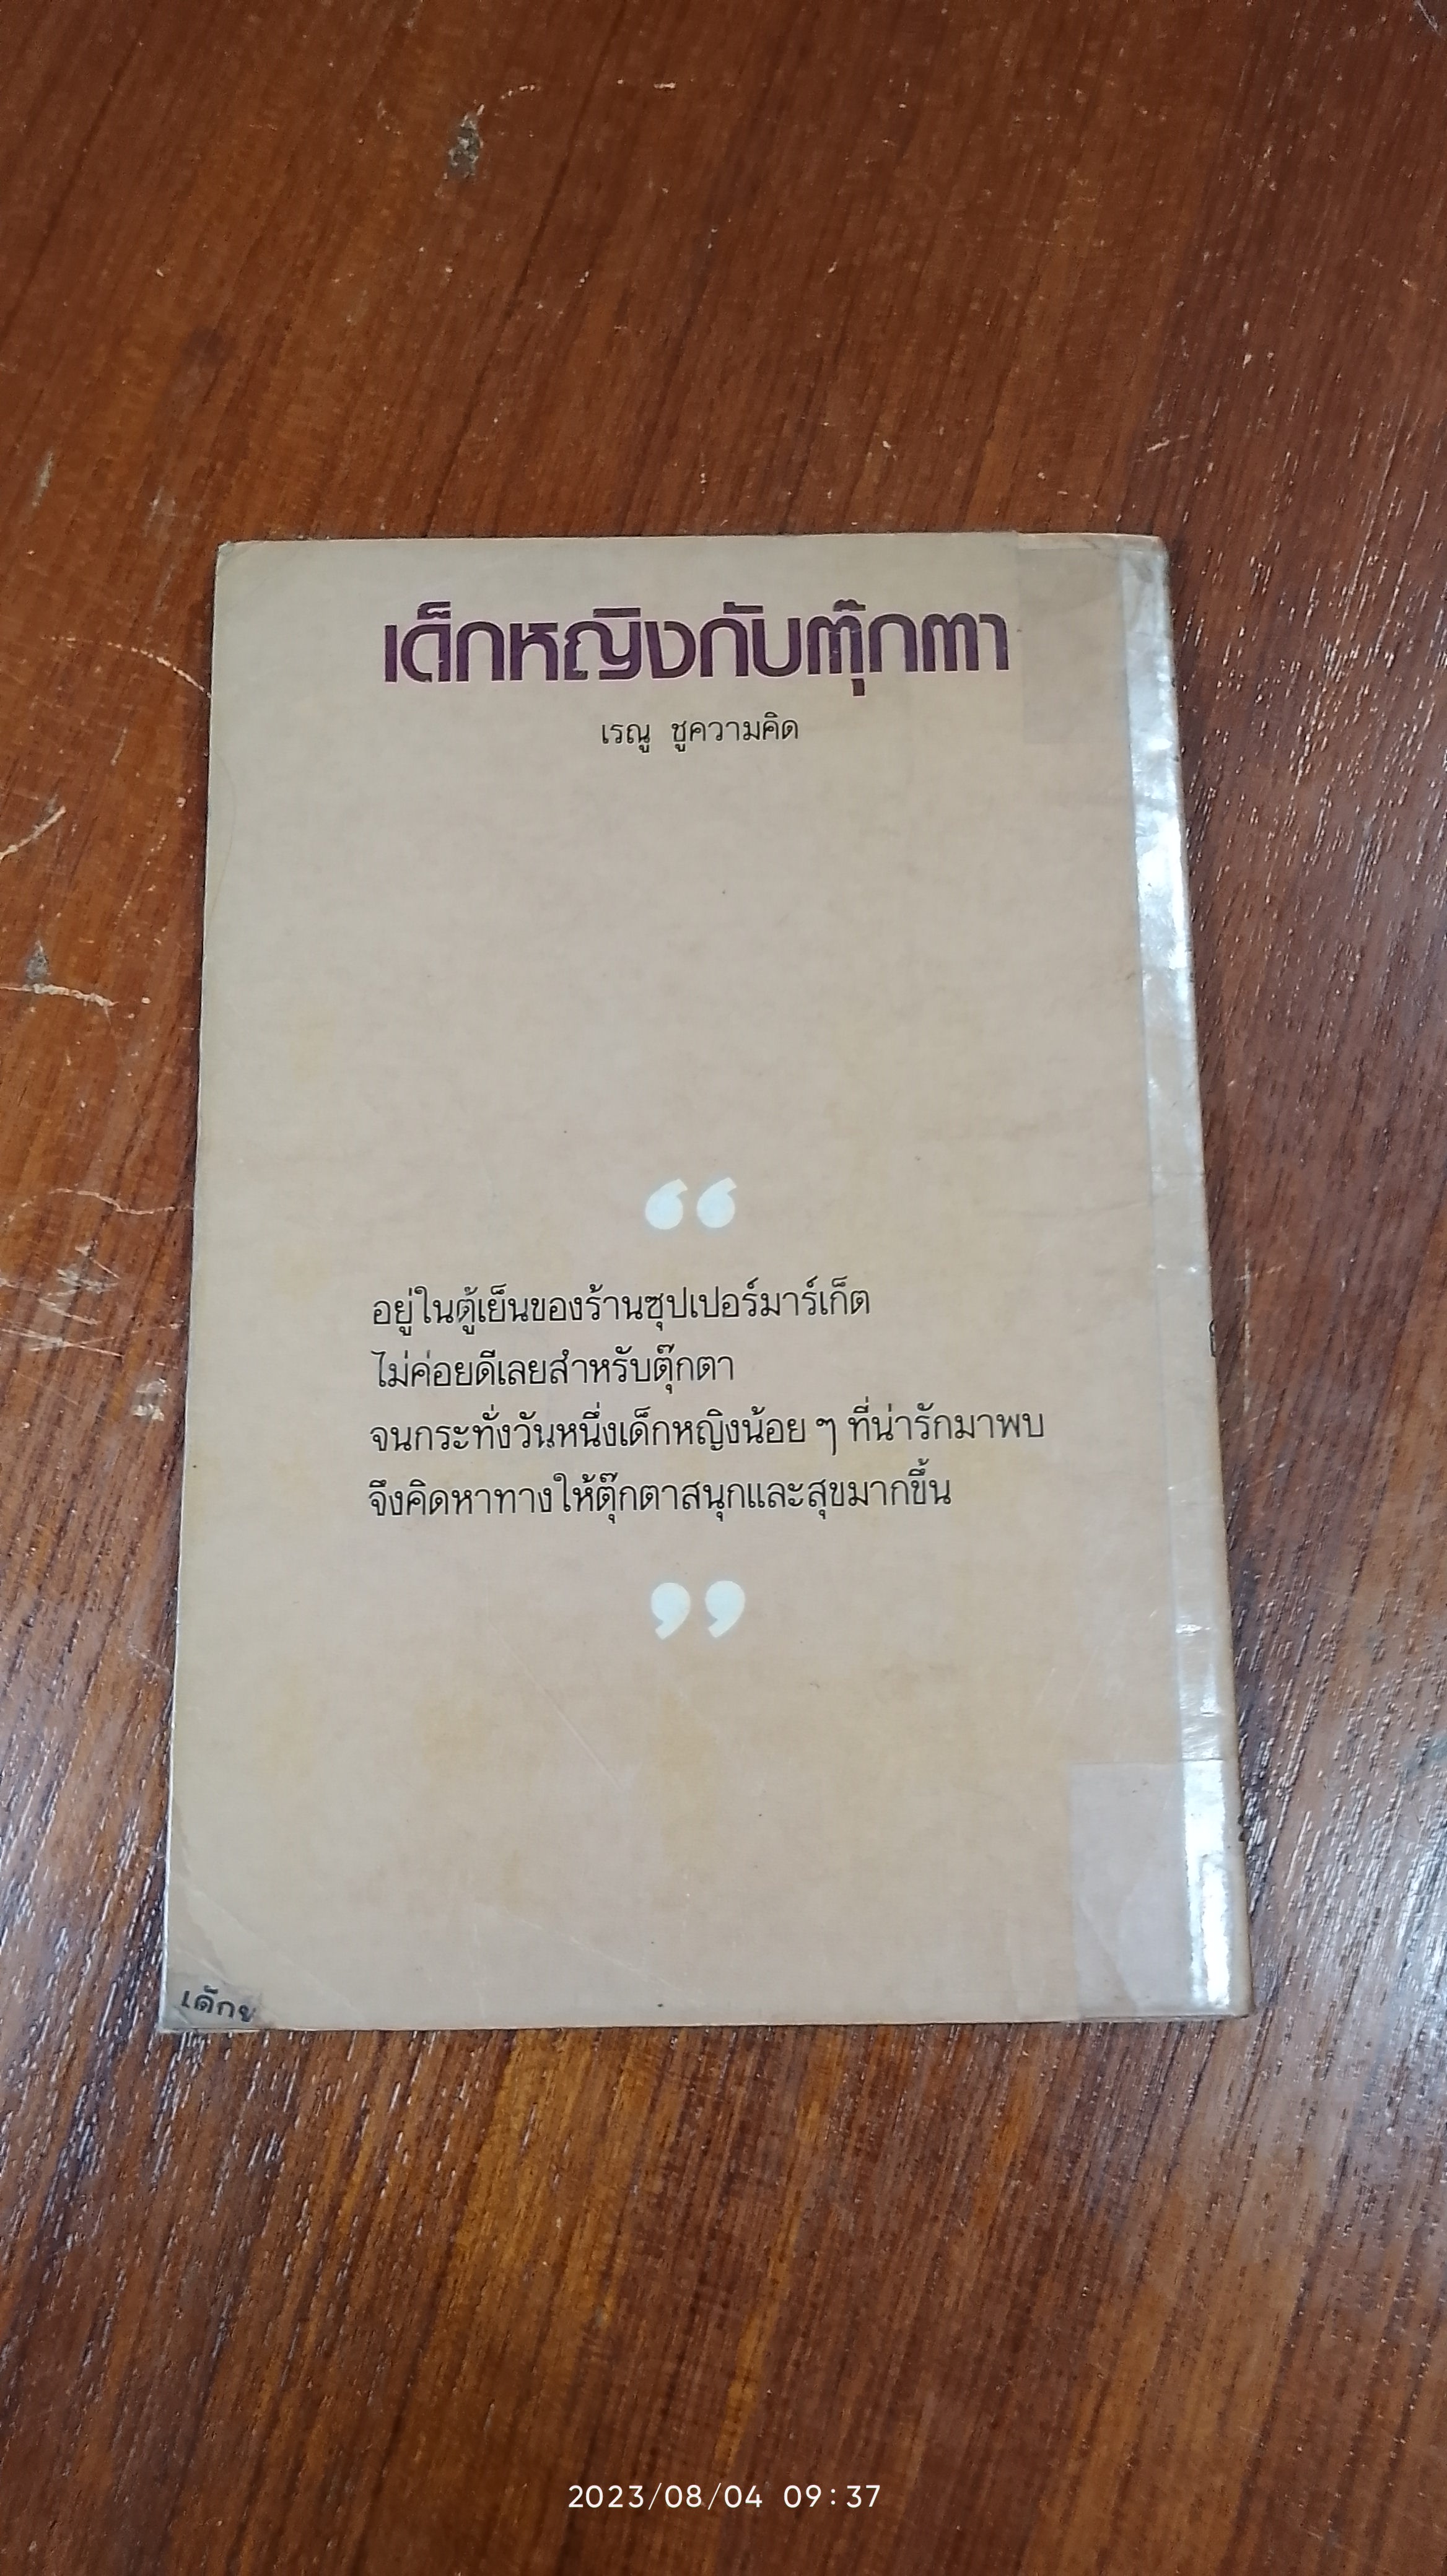 เด็กหญิงกับตุ๊กตา
เรณู ชูความคิด
“
อยู่ในตู้เย็นของร้านซุปเปอร์มาร์เก็ต
ไม่ค่อยดีเลยสำหรับตุ๊กตา
จนกระทั่งวันหนึ่งเด็กหญิงน้อย ๆ ที่น่ารักมาพบ
จึงคิดหาทางให้ตุ๊กตาสนุกและสุขมากขึ้น
”
2023/08/04 09:37